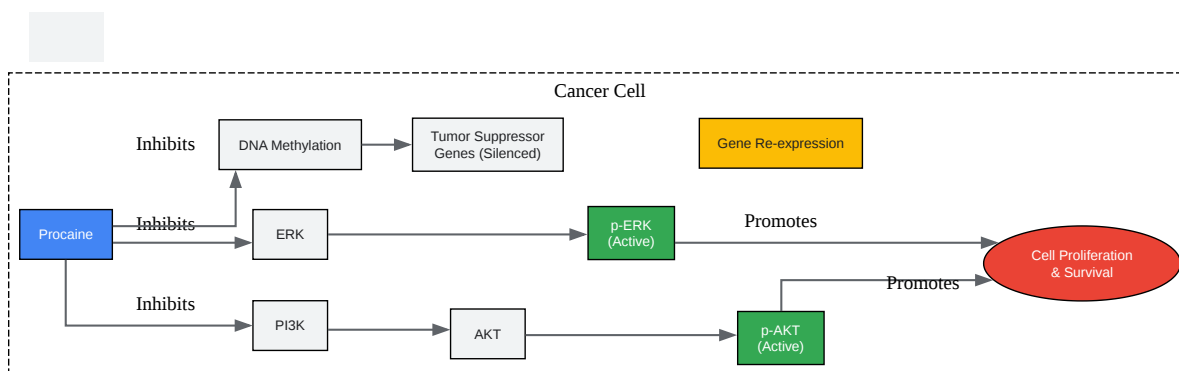 Cancer Cell
Inhibits
DNA Methylation
Tumor Suppressor
Genes (Silenced)
Gene Re-expression
Procaine
Inhibits
ERK
p-ERK
(Active)
Promotes
Cell Proliferation
& Survival
Inhibits
PI3K
AKT
p-AKT
(Active)
Promotes